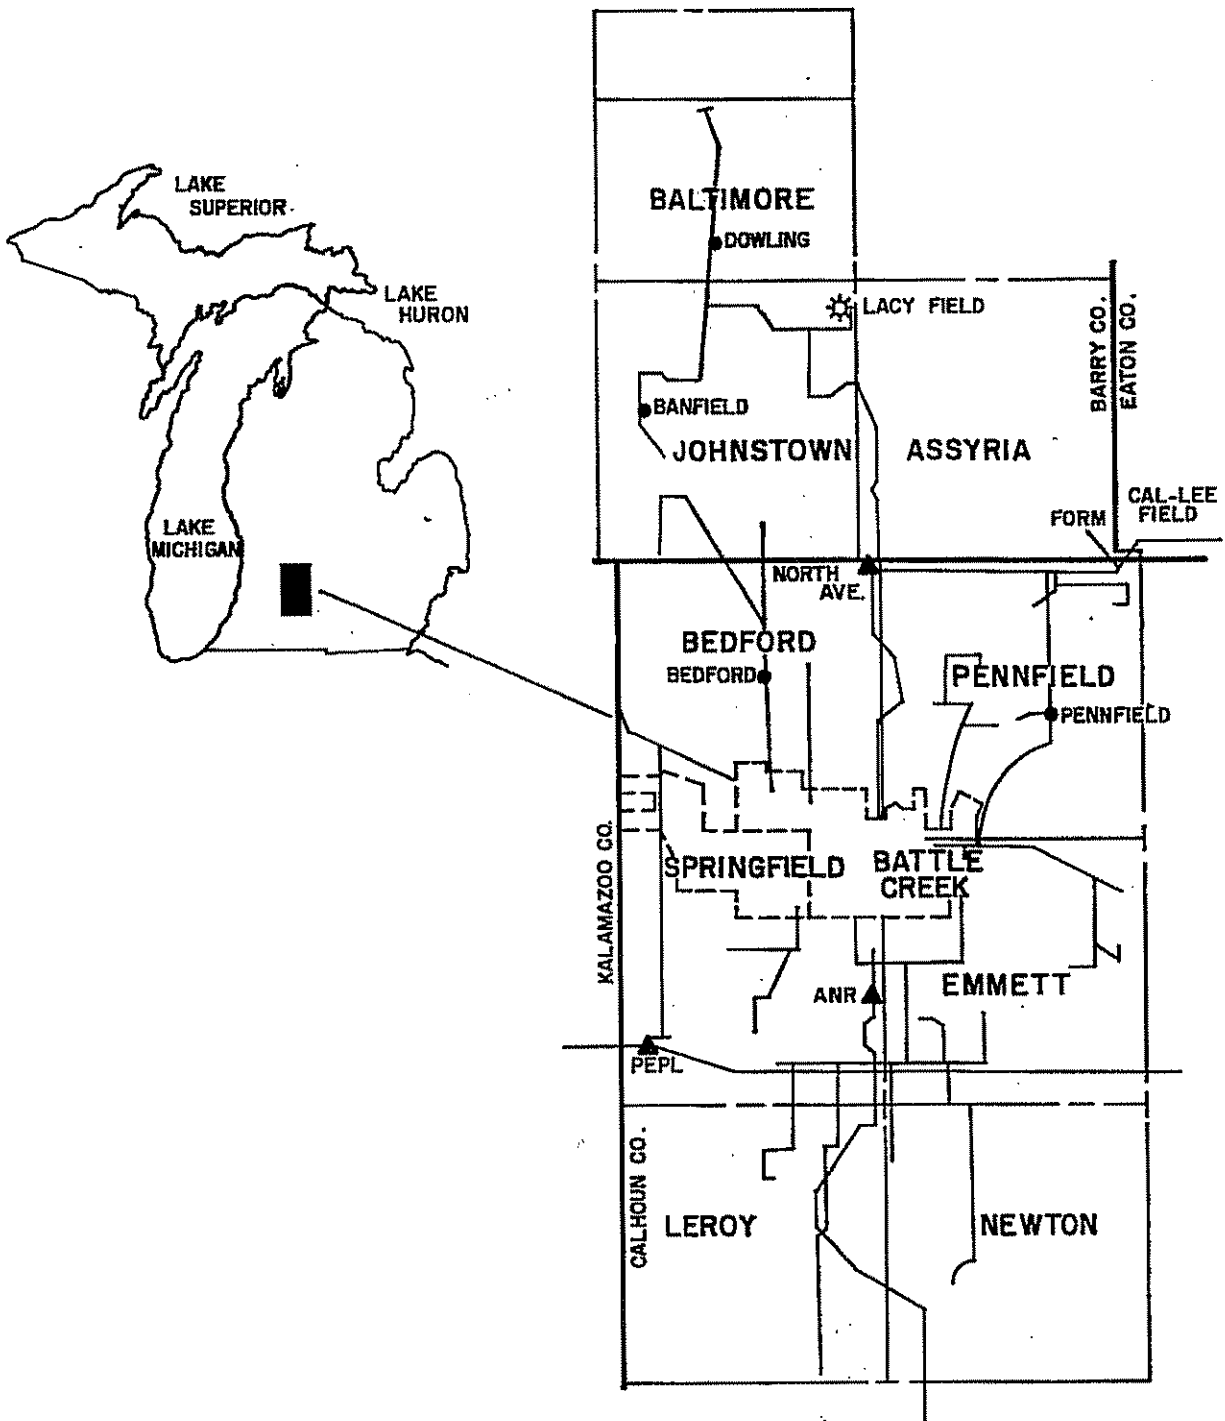 LAKE
SUPERIOR
LAKE
HURON
LAKE
MICHIGAN
BALTIMORE
DOWLING
LACY FIELD
BARRY CO.
EATON CO.
BANFIELD
JOHNSTOWN
ASSYRIA
CAL-LEE
FIELD
FORM
NORTH
AVE.
BEDFORD
BEDFORD
PENNFIELD
PENNFIELD
KALAMAZOO CO.
SPRINGFIELD
BATTLE
CREEK
ANR
EMMETT
PEPL
CALHOUN CO.
LEROY
NEWTON